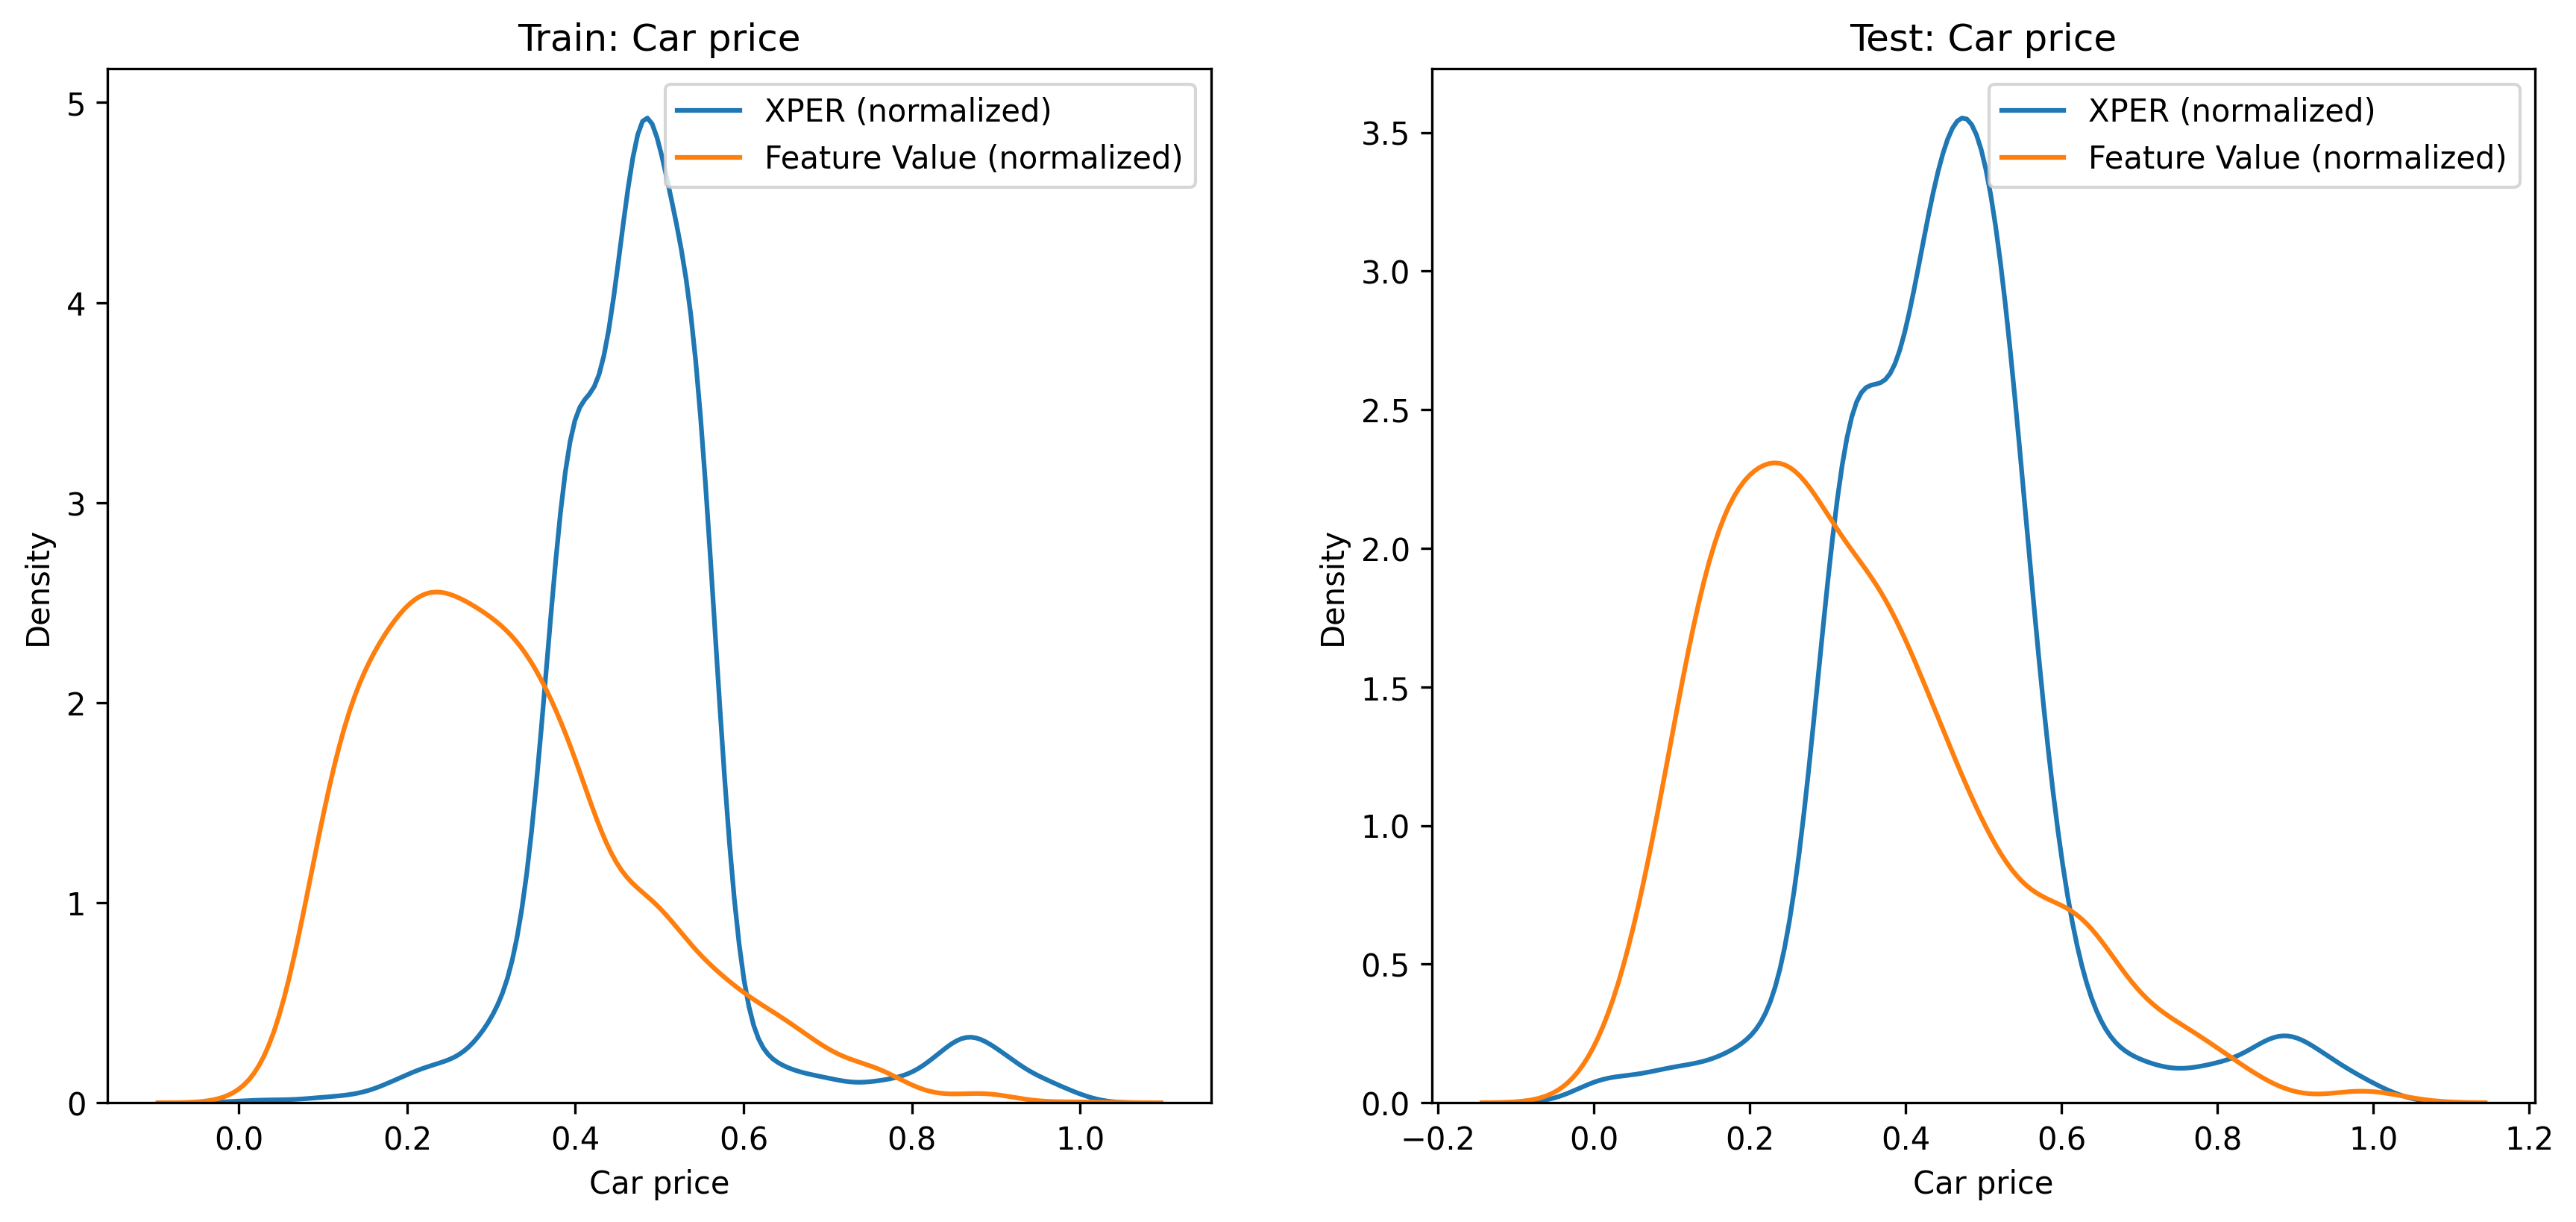 Train: Car price
XPER (normalized)
Feature Value (normalized)
5
4
3
2
1
0
Density
0.0 0.2 0.4 0.6 0.8 1.0
Car price
Test: Car price
XPER (normalized)
Feature Value (normalized)
3.5
3.0
2.5
2.0
1.5
1.0
0.5
0.0
Density
−0.2 0.0 0.2 0.4 0.6 0.8 1.0 1.2
Car price